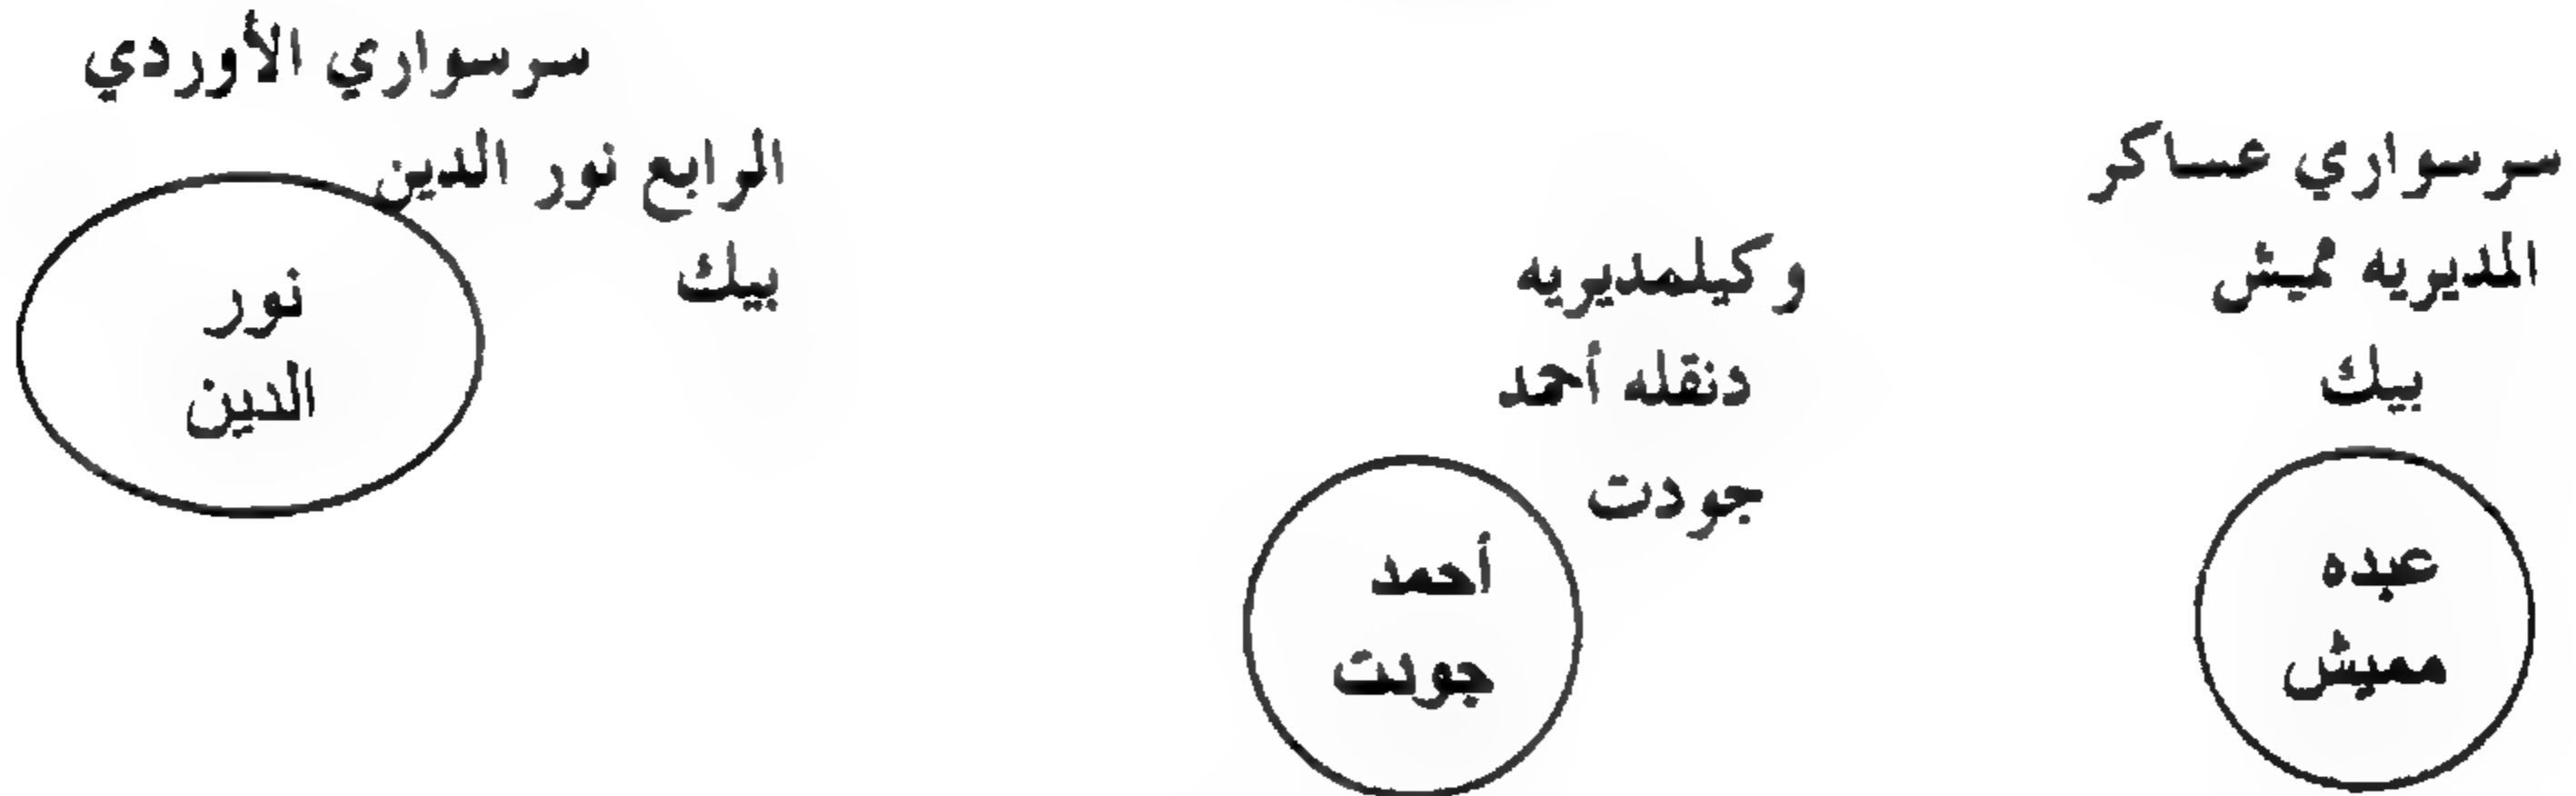 سرسواري عساكر
المديريه مميش
بيك
عبده
مميش
وكيلمديريه
دنقله أحمد
جودت
أحمد
جودت
سرسواري الأوردي
الرابع نور الدين
بيك
نور
الدين